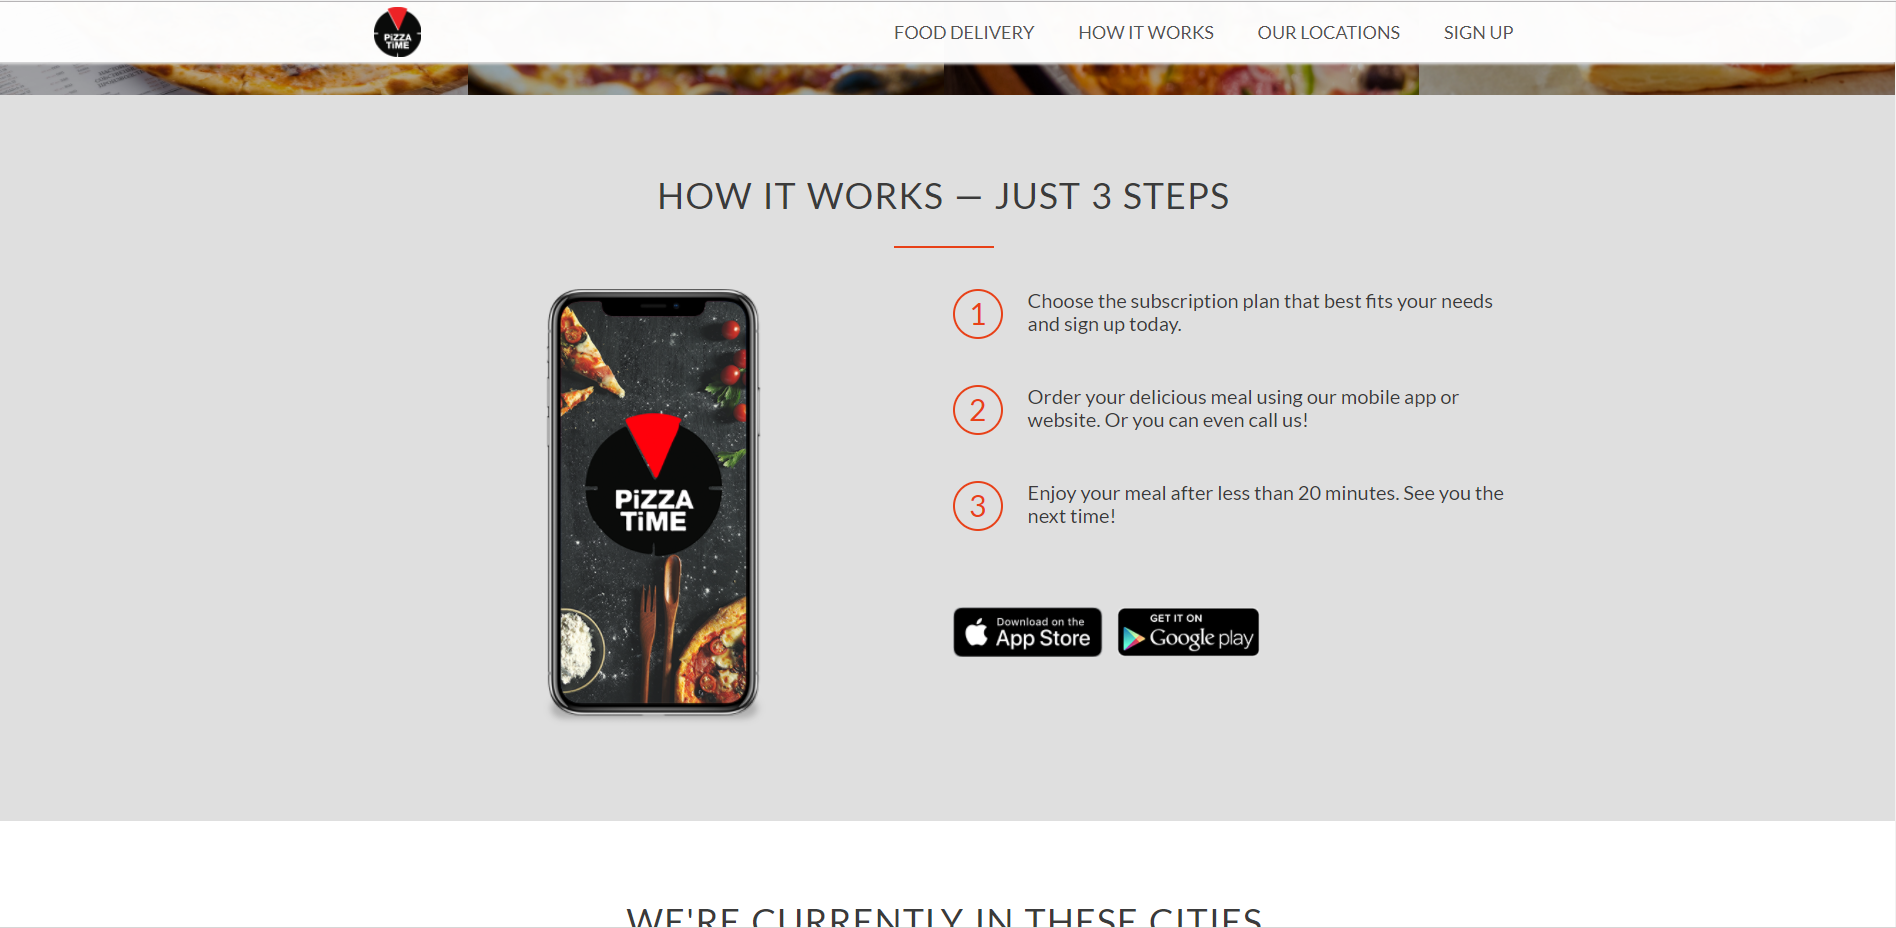 PiZZA
TiME
FOOD DELIVERY
HOW IT WORKS
OUR LOCATIONS
SIGN UP
HOW IT WORKS — JUST 3 STEPS
PiZZA
TiME
1
Choose the subscription plan that best fits your needs
and sign up today.
2
Order your delicious meal using our mobile app or
website. Or you can even call us!
3
Enjoy your meal after less than 20 minutes. See you the
next time!
Download on the
App Store
GET IT ON
Google play
WE'RE CURRENTLY IN THESE CITIES